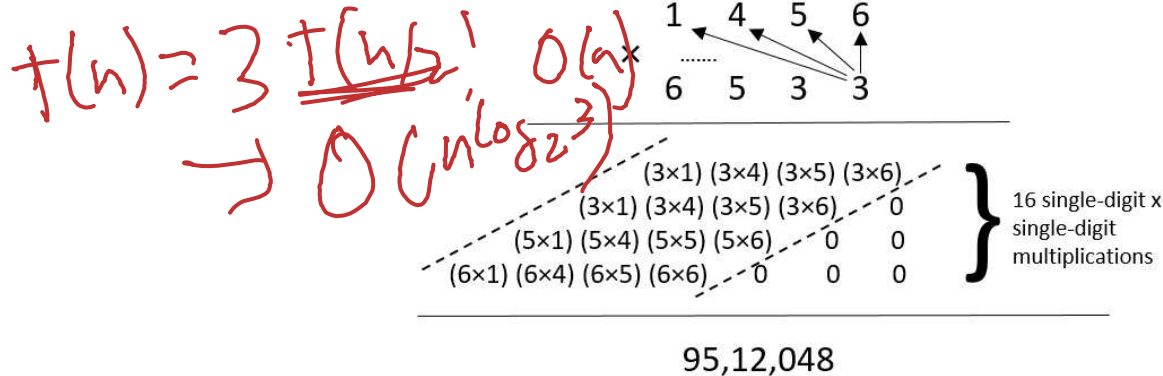 T(n) = 3 T(n/2) O(n)
→ O(n^log₂3)
1 4 5 6
× .......
6 5 3 3
(3×1) (3×4) (3×5) (3×6)
(3×1) (3×4) (3×5) (3×6) 0
(5×1) (5×4) (5×5) (5×6) 0 0
(6×1) (6×4) (6×5) (6×6) 0 0 0
16 single-digit x
single-digit
multiplications
95,12,048